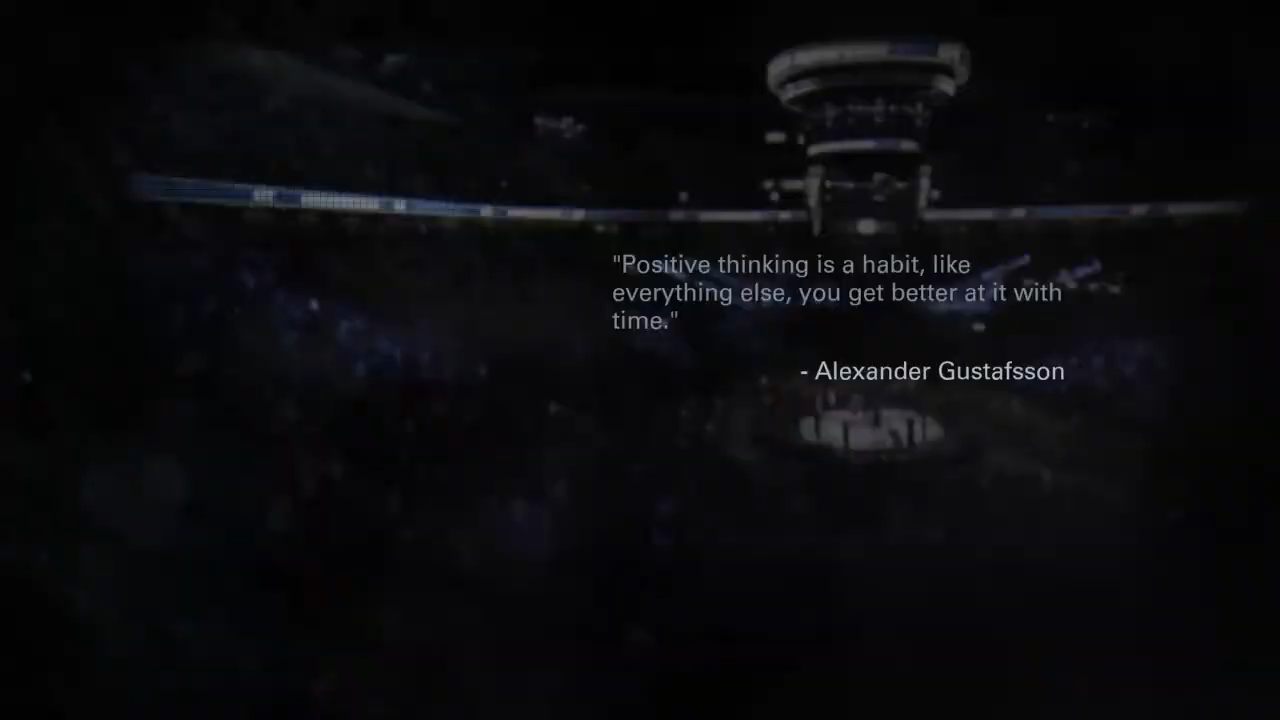 "Positive thinking is a habit, like
everything else, you get better at it with
time."
- Alexander Gustafsson